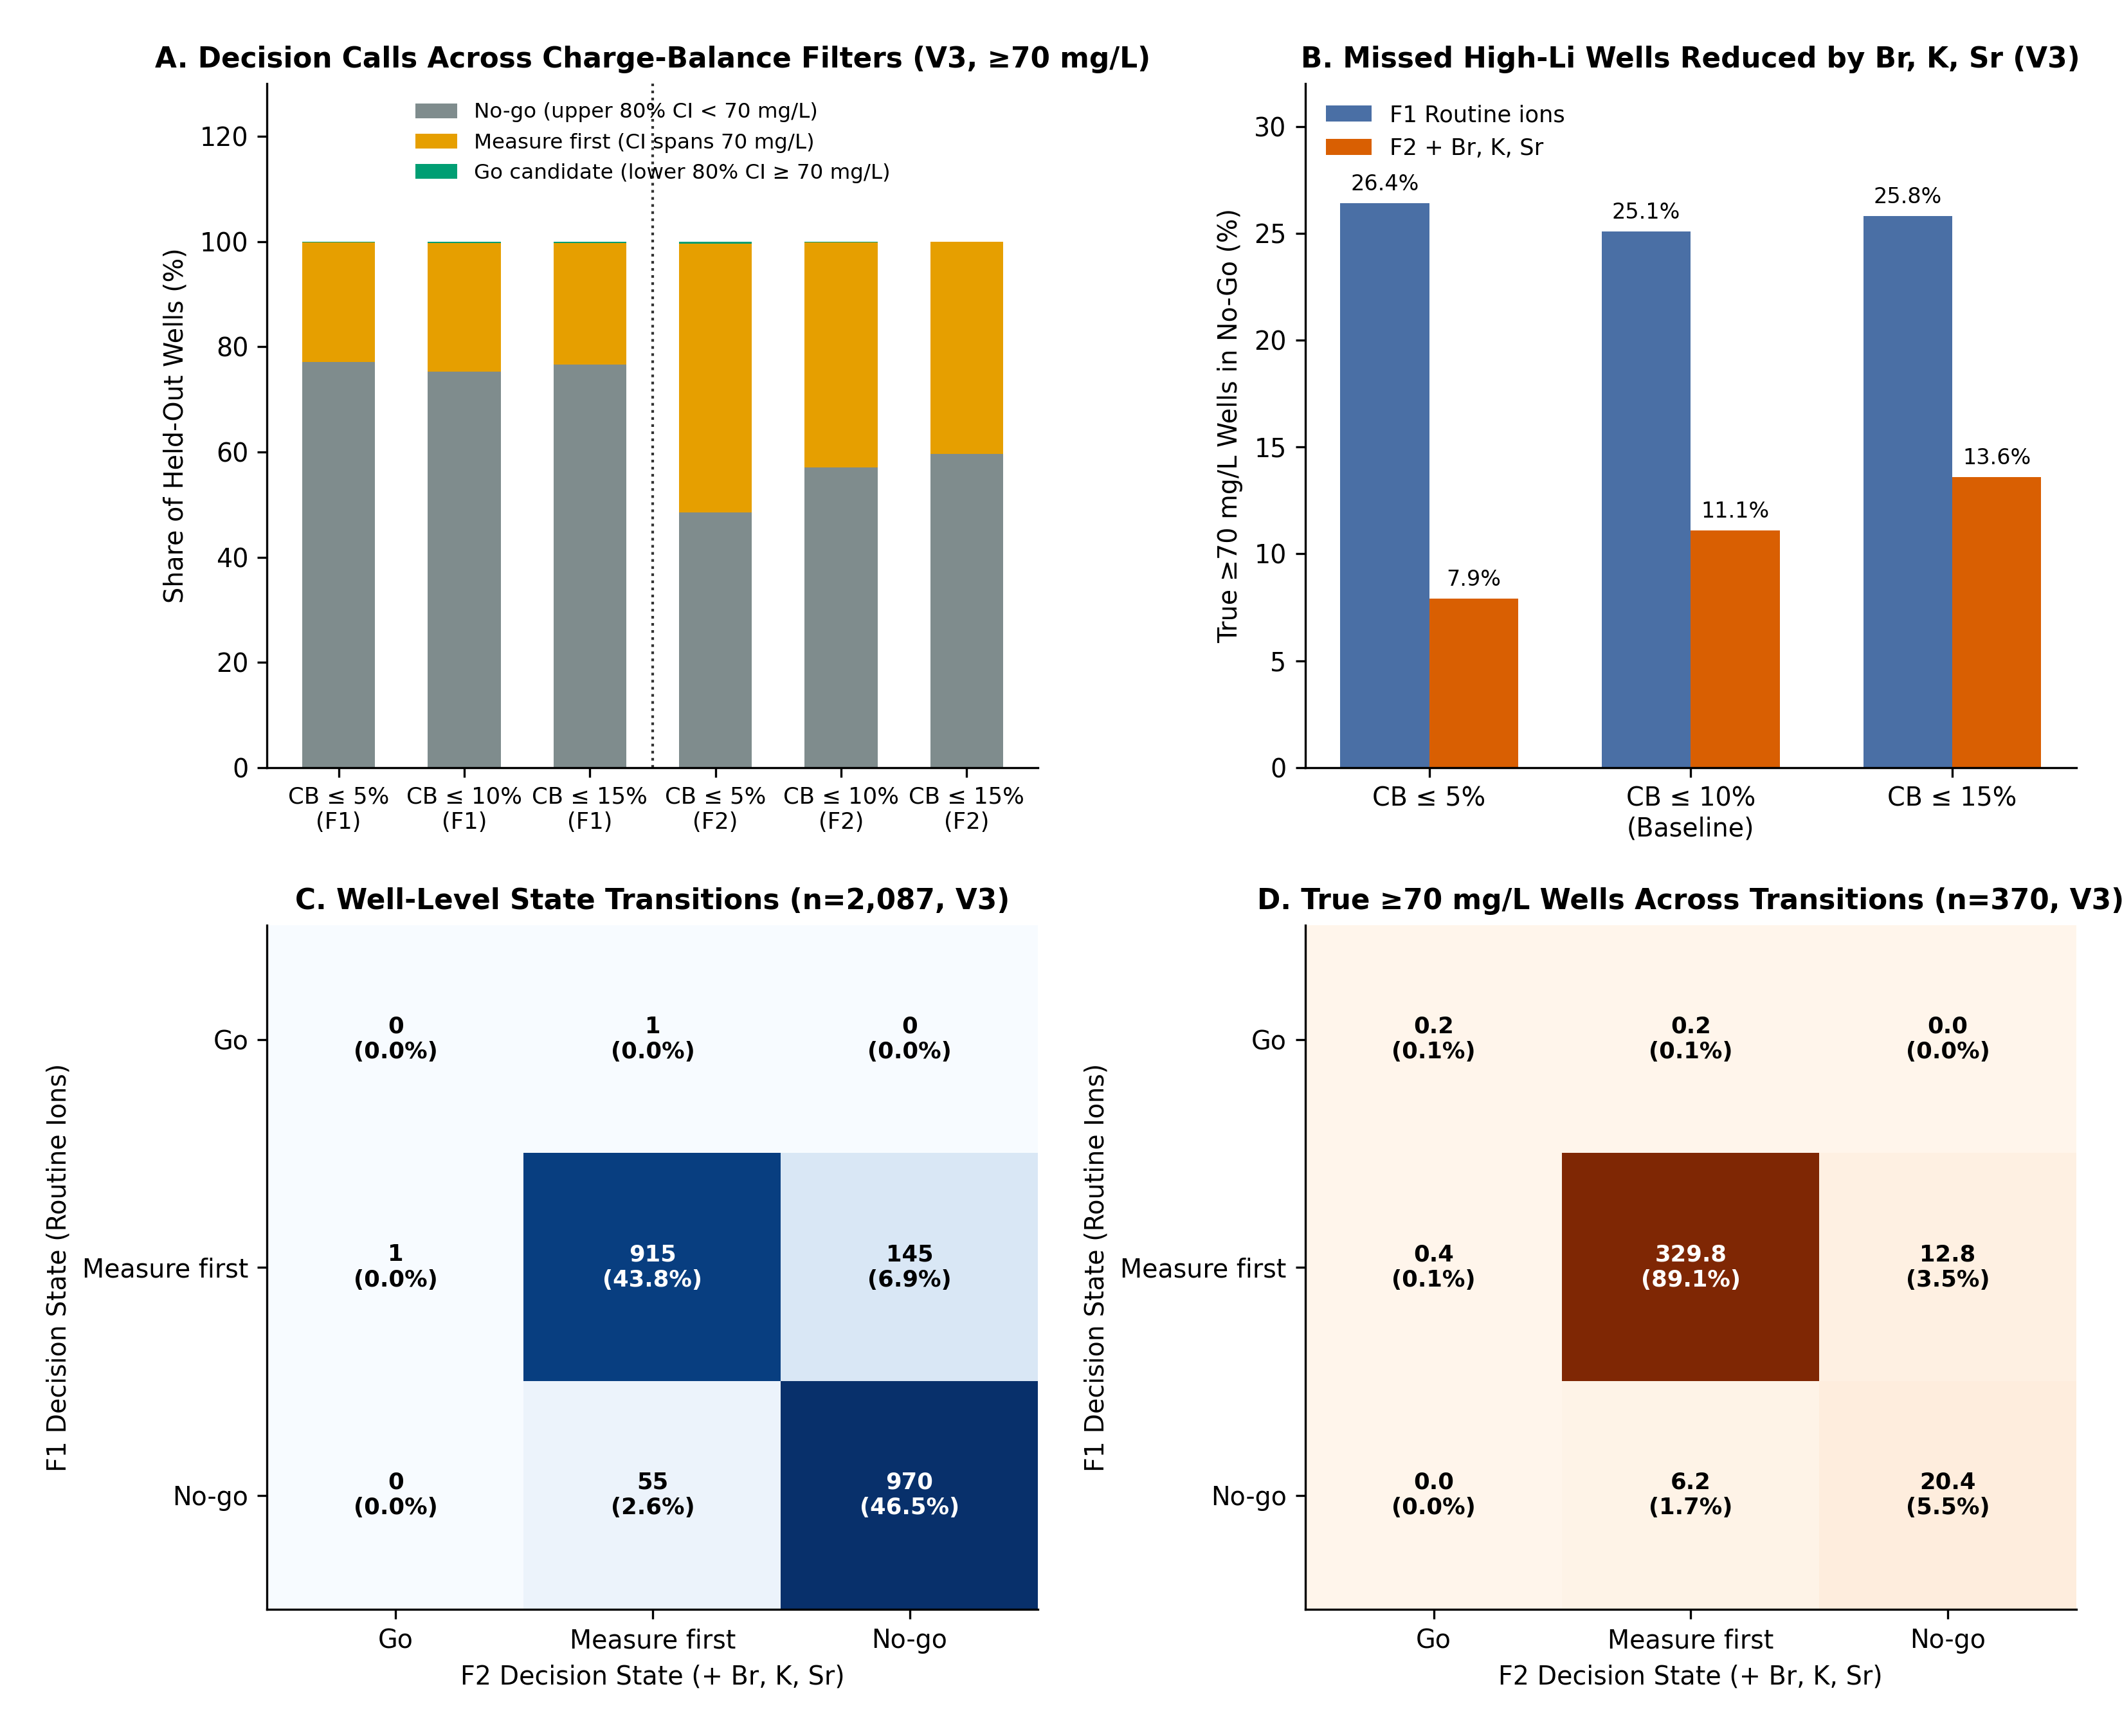 A. Decision Calls Across Charge-Balance Filters (V3, ≥70 mg/L)
No-go (upper 80% CI < 70 mg/L)
Measure first (CI spans 70 mg/L)
Go candidate (lower 80% CI ≥ 70 mg/L)
Share of Held-Out Wells (%)
120
100
80
60
40
20
0
CB ≤ 5% CB ≤ 10% CB ≤ 15% CB ≤ 5% CB ≤ 10% CB ≤ 15%
(F1) (F1) (F1) (F2) (F2) (F2)
B. Missed High-Li Wells Reduced by Br, K, Sr (V3)
F1 Routine ions
F2 + Br, K, Sr
True ≥70 mg/L Wells in No-Go (%)
30
25
20
15
10
5
0
26.4%
7.9%
25.1%
11.1%
25.8%
13.6%
CB ≤ 5% CB ≤ 10% CB ≤ 15%
(Baseline)
C. Well-Level State Transitions (n=2,087, V3)
F1 Decision State (Routine Ions)
Go
0 1 0
(0.0%) (0.0%) (0.0%)
Measure first
1 915 145
(0.0%) (43.8%) (6.9%)
No-go
0 55 970
(0.0%) (2.6%) (46.5%)
Go Measure first No-go
F2 Decision State (+ Br, K, Sr)
D. True ≥70 mg/L Wells Across Transitions (n=370, V3)
F1 Decision State (Routine Ions)
Go
0.2 0.2 0.0
(0.1%) (0.1%) (0.0%)
Measure first
0.4 329.8 12.8
(0.1%) (89.1%) (3.5%)
No-go
0.0 6.2 20.4
(0.0%) (1.7%) (5.5%)
Go Measure first No-go
F2 Decision State (+ Br, K, Sr)